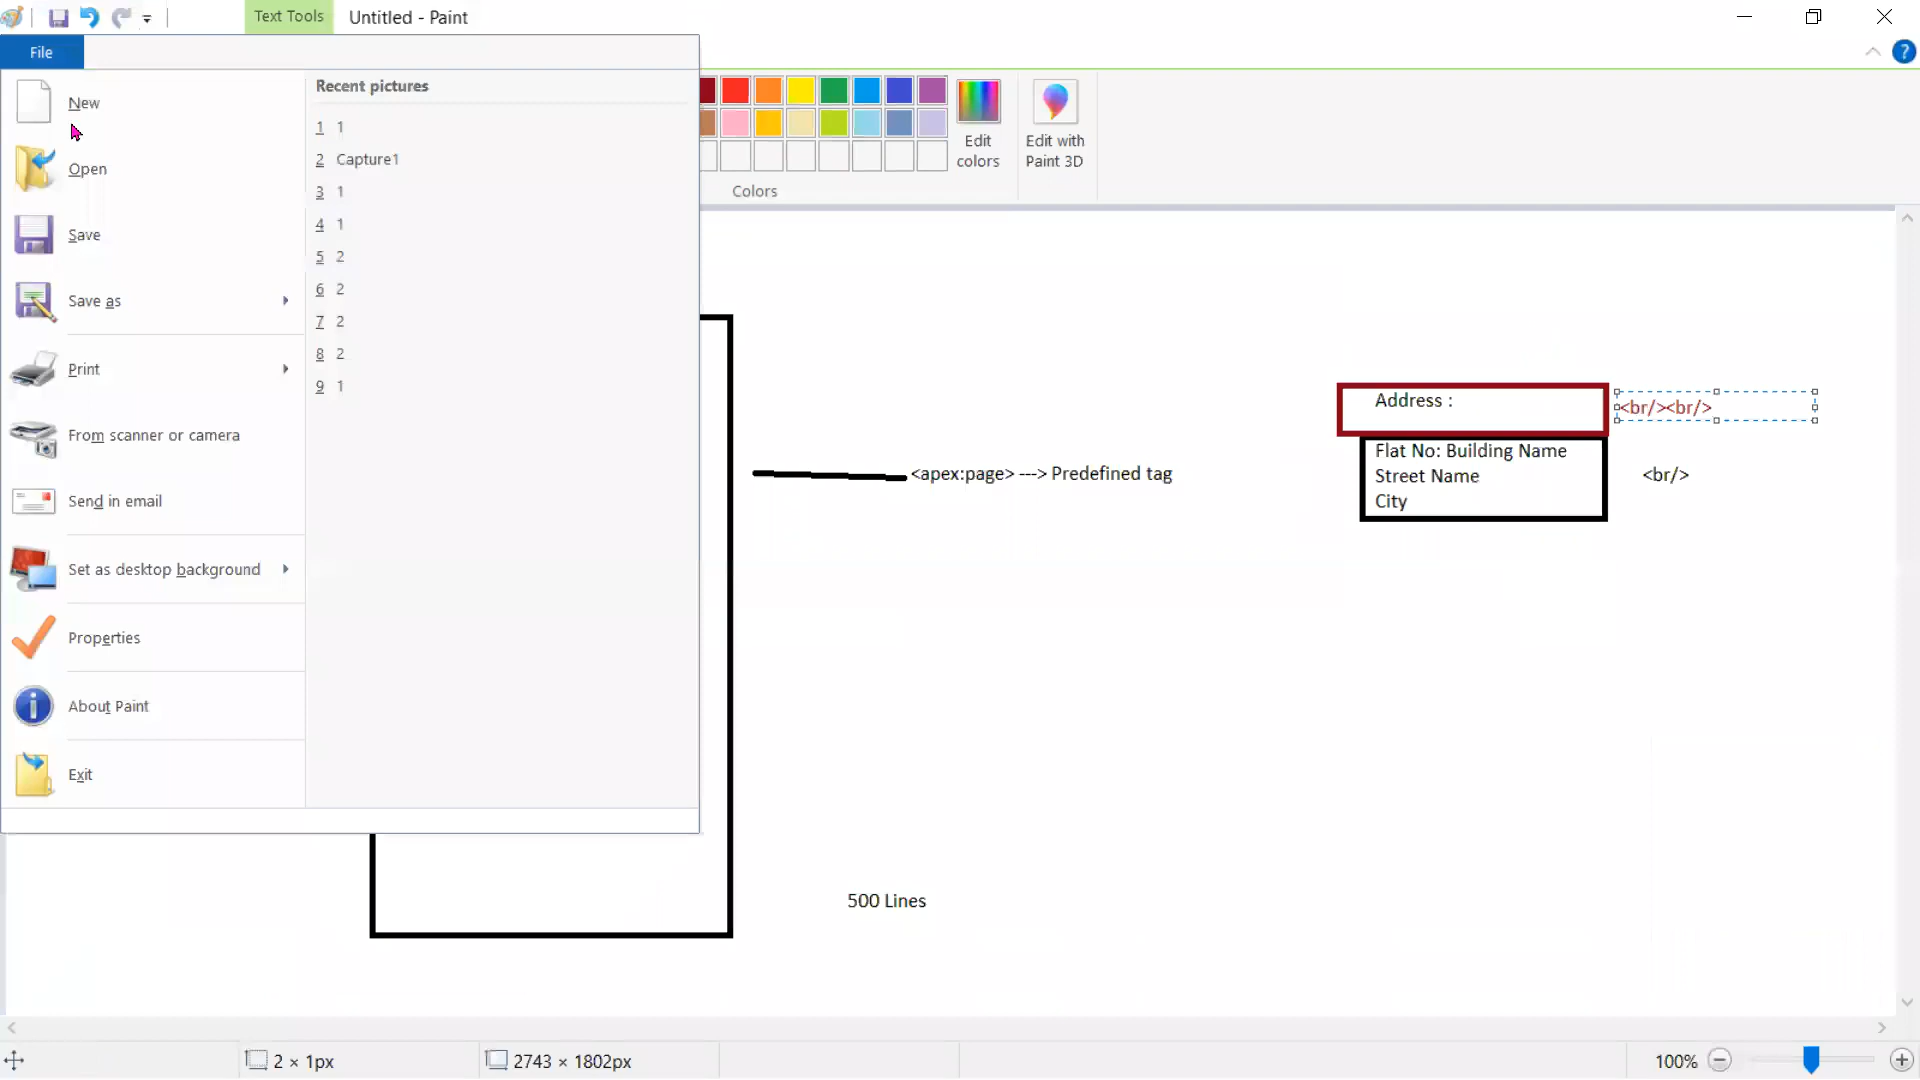 Text Tools
Untitled - Paint
File
New
Open
Save
Save as
Print
From scanner or camera
Send in email
Set as desktop background
Properties
About Paint
Exit
Recent pictures
1 1
2 Capture1
3 1
4 1
5 2
6 2
7 2
8 2
9 1
Edit colors
Edit with Paint 3D
Colors
Address :
<br/><br/>
Flat No: Building Name
Street Name
City
<br/>
<apex:page> ---> Predefined tag
500 Lines
2 × 1px
2743 × 1802px
100%